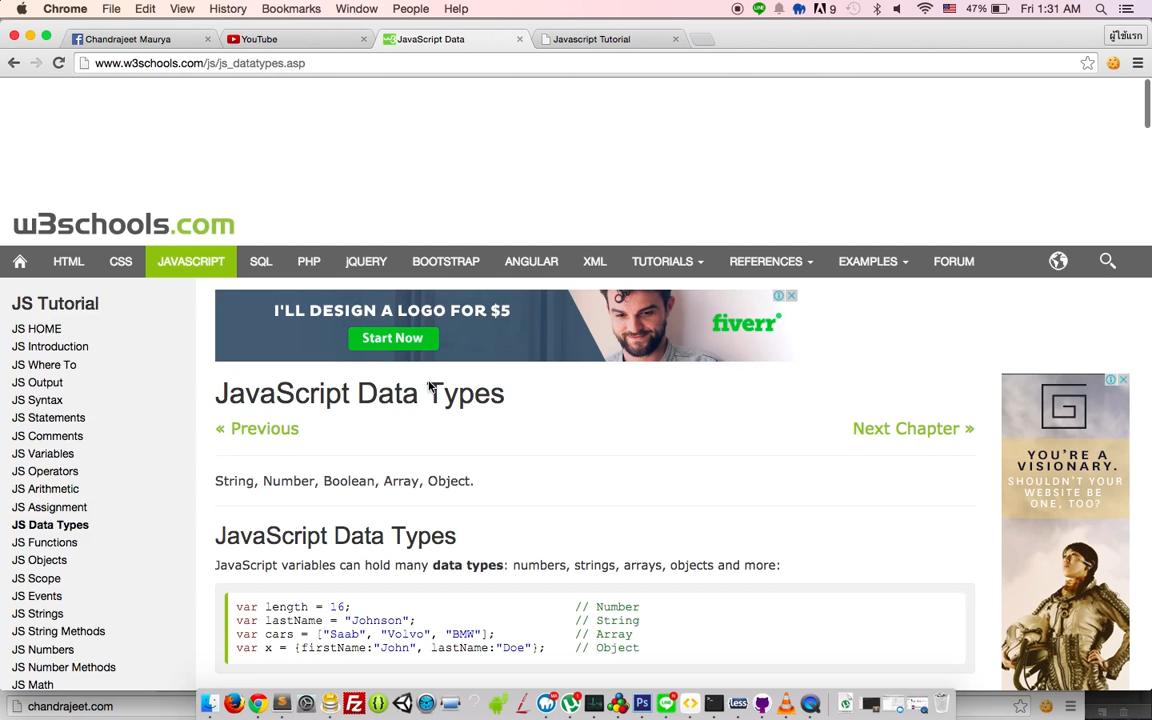 Chrome File Edit View History Bookmarks Window People Help 9 47% Fri 1:31 AM
Chandrajeet Maurya YouTube JavaScript Data Javascript Tutorial ผู้ใช้แรก
www.w3schools.com/js/js_datatypes.asp
w3schools.com
HTML CSS JAVASCRIPT SQL PHP jQUERY BOOTSTRAP ANGULAR XML TUTORIALS REFERENCES EXAMPLES FORUM
JS Tutorial
JS HOME
JS Introduction
JS Where To
JS Output
JS Syntax
JS Statements
JS Comments
JS Variables
JS Operators
JS Arithmetic
JS Assignment
JS Data Types
JS Functions
JS Objects
JS Scope
JS Events
JS Strings
JS String Methods
JS Numbers
JS Number Methods
JS Math
I'LL DESIGN A LOGO FOR $5
Start Now
fiverr
JavaScript Data Types
« Previous Next Chapter »
String, Number, Boolean, Array, Object.
JavaScript Data Types
JavaScript variables can hold many data types: numbers, strings, arrays, objects and more:
var length = 16; // Number
var lastName = "Johnson"; // String
var cars = ["Saab", "Volvo", "BMW"]; // Array
var x = {firstName:"John", lastName:"Doe"}; // Object
YOU'RE A
VISIONARY.
SHOULDN'T YOUR
WEBSITE BE
ONE, TOO?
chandrajeet.com